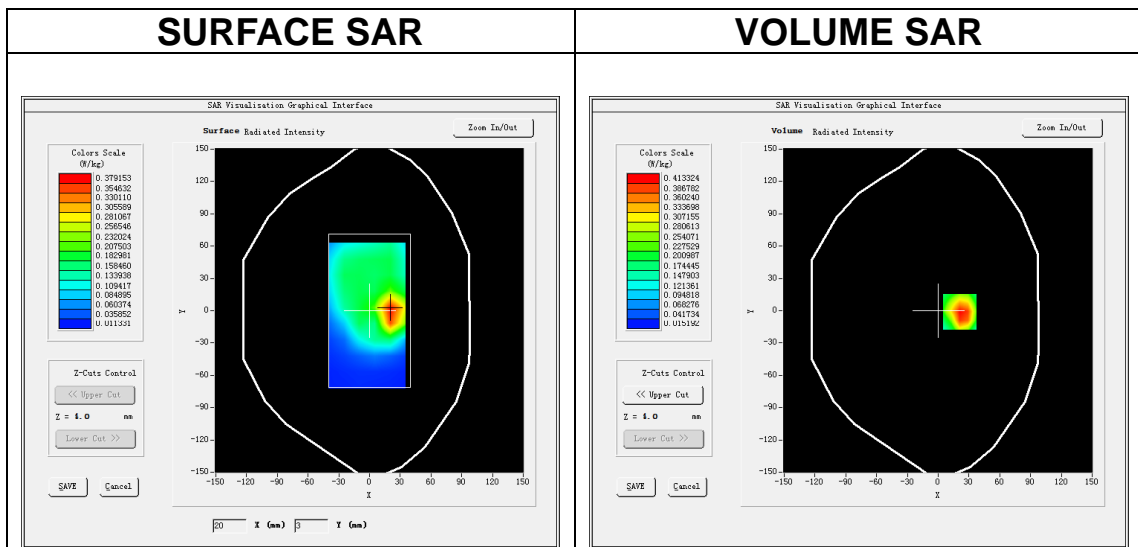 SURFACE SAR
VOLUME SAR
SAR Visualisation Graphical Interface
Surface Radiated Intensity
Zoom In/Out
Colors Scale
(W/kg)
0.379153
0.354632
0.330110
0.305589
0.281067
0.256546
0.232024
0.207503
0.182981
0.158460
0.133938
0.109417
0.084895
0.060374
0.035852
0.011331
150
120
90
60
30
0
-30
-60
-90
-120
-150
Y
-150 -120 -90 -60 -30 0 30 60 90 120 150
X
Z-Cuts Control
<< Upper Cut
Z = 4.0 mm
Lower Cut >>
SAVE Cancel
20 X (mm) 3 Y (mm)
SAR Visualisation Graphical Interface
Volume Radiated Intensity
Zoom In/Out
Colors Scale
(W/kg)
0.413324
0.386782
0.360240
0.333698
0.307155
0.280613
0.254071
0.227529
0.200987
0.174445
0.147903
0.121361
0.094818
0.068276
0.041734
0.015192
150
120
90
60
30
0
-30
-60
-90
-120
-150
Y
-150 -120 -90 -60 -30 0 30 60 90 120 150
X
Z-Cuts Control
<< Upper Cut
Z = 4.0 mm
Lower Cut >>
SAVE Cancel